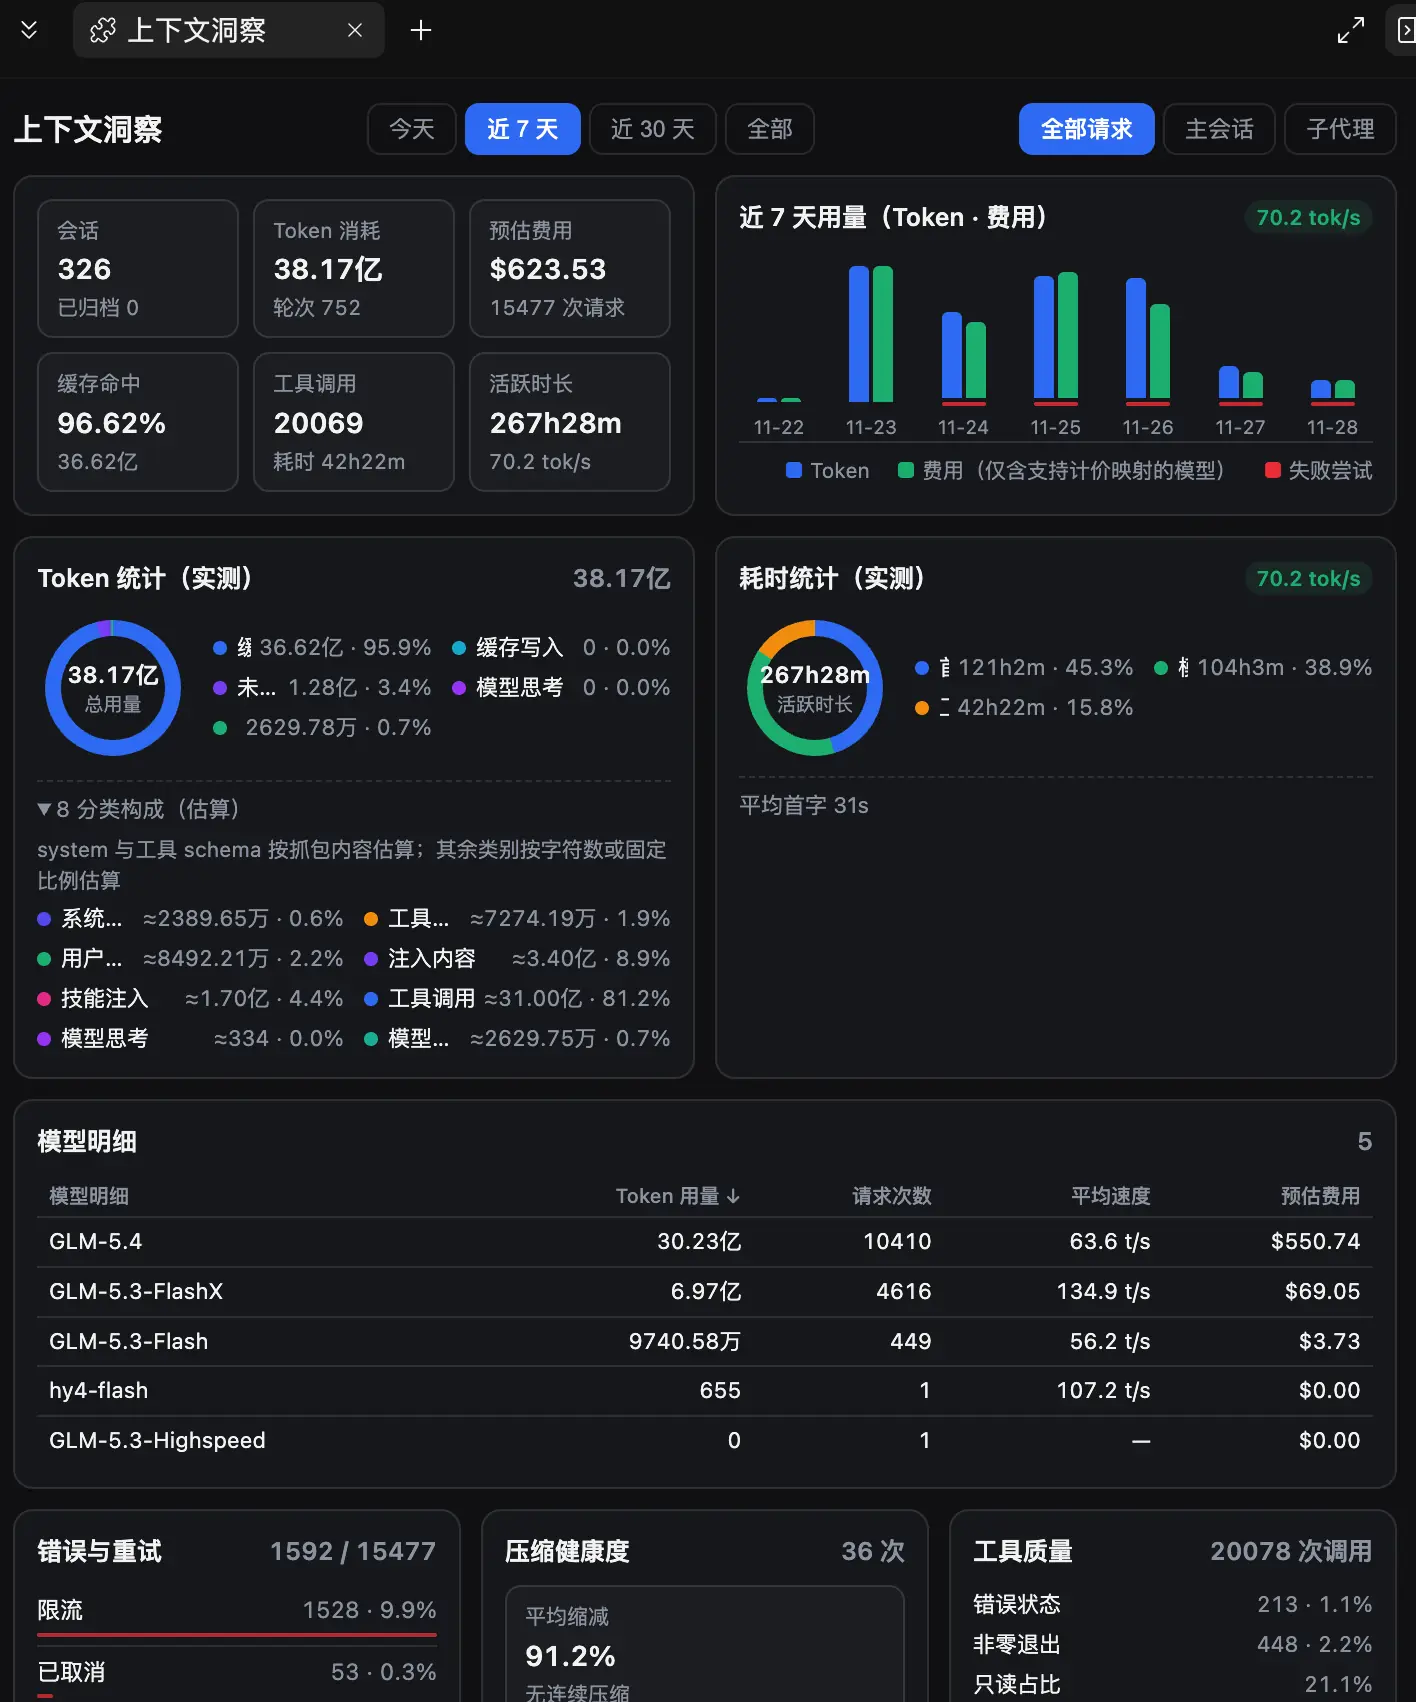 上下文洞察
上下文洞察
今天 近 7 天 近 30 天 全部
全部请求 主会话 子代理
会话
326
已归档 0
Token 消耗
38.17亿
轮次 752
预估费用
$623.53
15477 次请求
缓存命中
96.62%
36.62亿
工具调用
20069
耗时 42h22m
活跃时长
267h28m
70.2 tok/s
近 7 天用量（Token · 费用） 70.2 tok/s
11-22 11-23 11-24 11-25 11-26 11-27 11-28
Token 费用（仅含支持计价映射的模型） 失败尝试
Token 统计（实测） 38.17亿
38.17亿
总用量
36.62亿 · 95.9% 缓存写入 0 · 0.0%
未... 1.28亿 · 3.4% 模型思考 0 · 0.0%
2629.78万 · 0.7%
▼8 分类构成（估算）
system 与工具 schema 按抓包内容估算；其余类别按字符数或固定
比例估算
系统... ≈2389.65万 · 0.6% 工具... ≈7274.19万 · 1.9%
用户... ≈8492.21万 · 2.2% 注入内容 ≈3.40亿 · 8.9%
技能注入 ≈1.70亿 · 4.4% 工具调用 ≈31.00亿 · 81.2%
模型思考 ≈334 · 0.0% 模型... ≈2629.75万 · 0.7%
耗时统计（实测） 70.2 tok/s
267h28m
活跃时长
121h2m · 45.3% 104h3m · 38.9%
42h22m · 15.8%
平均首字 31s
模型明细 5
模型明细 Token 用量↓ 请求次数 平均速度 预估费用
GLM-5.4 30.23亿 10410 63.6 t/s $550.74
GLM-5.3-FlashX 6.97亿 4616 134.9 t/s $69.05
GLM-5.3-Flash 9740.58万 449 56.2 t/s $3.73
hy4-flash 655 1 107.2 t/s $0.00
GLM-5.3-Highspeed 0 1 — $0.00
错误与重试 1592 / 15477
限流 1528 · 9.9%
已取消 53 · 0.3%
压缩健康度 36 次
平均缩减
91.2%
无连续压缩
工具质量 20078 次调用
错误状态 213 · 1.1%
非零退出 448 · 2.2%
只读占比 21.1%